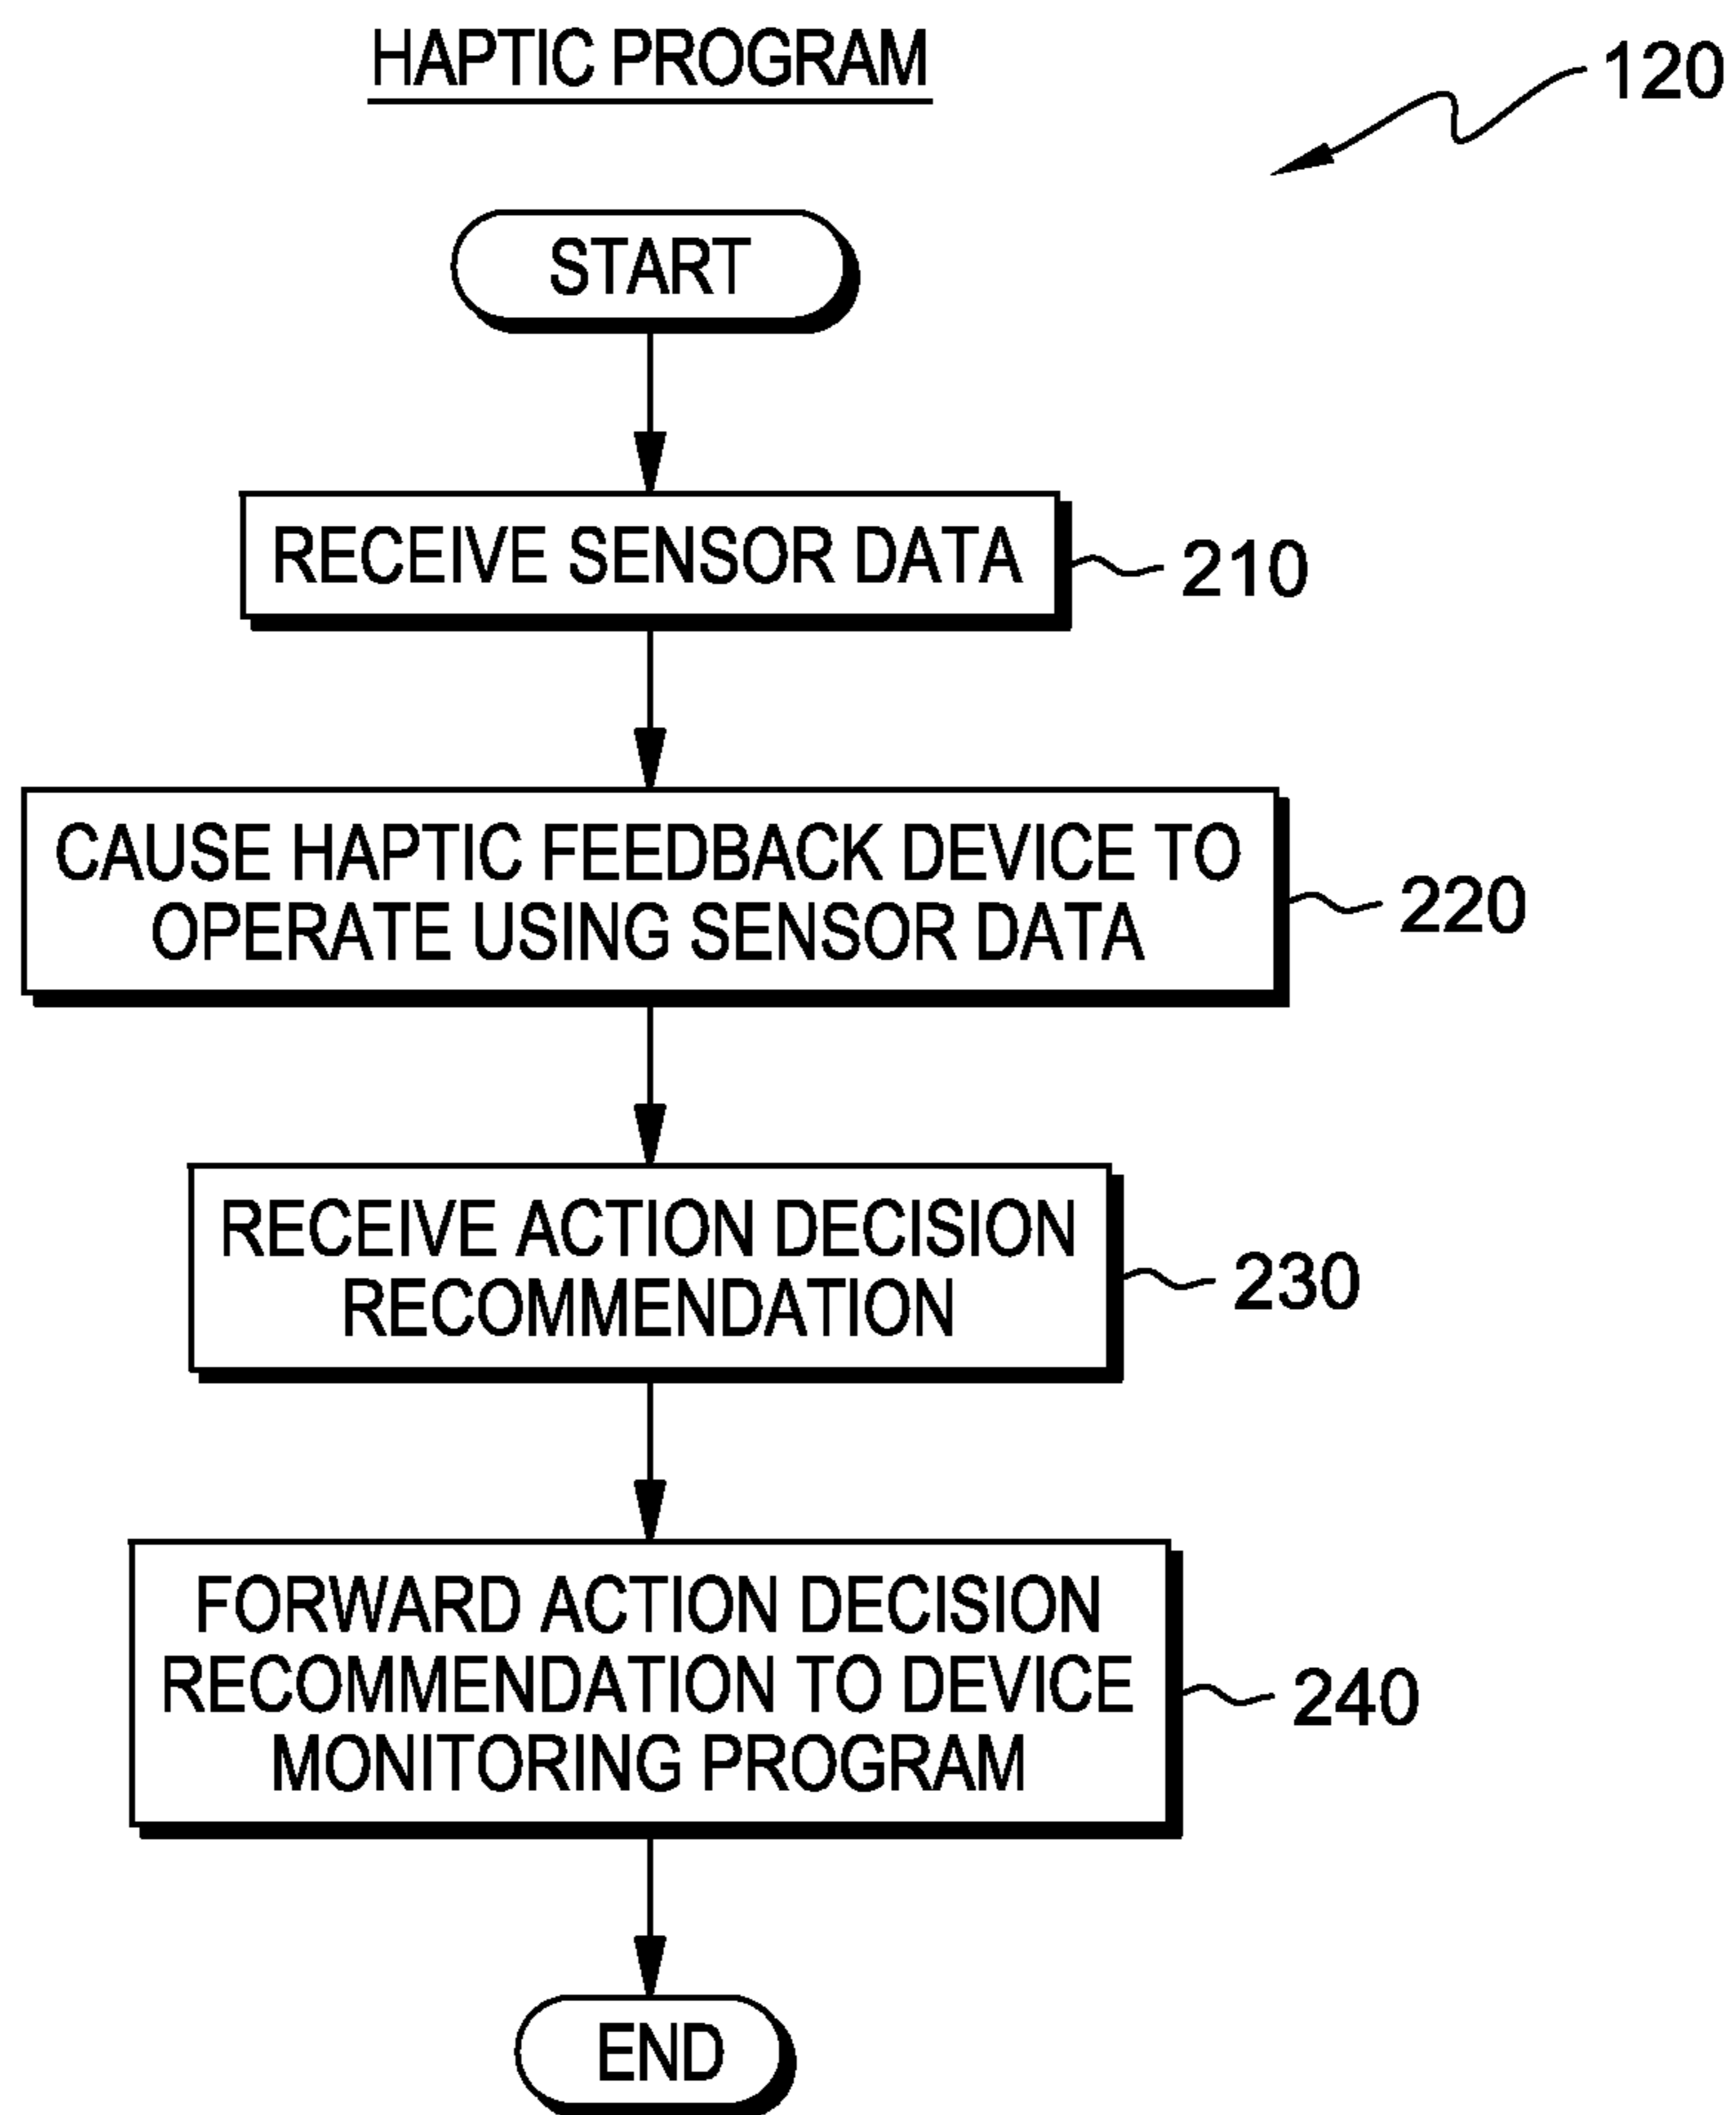 HAPTIC PROGRAM
120
START
RECEIVE SENSOR DATA
210
CAUSE HAPTIC FEEDBACK DEVICE TO
OPERATE USING SENSOR DATA
220
RECEIVE ACTION DECISION
RECOMMENDATION
230
FORWARD ACTION DECISION
RECOMMENDATION TO DEVICE
MONITORING PROGRAM
240
END